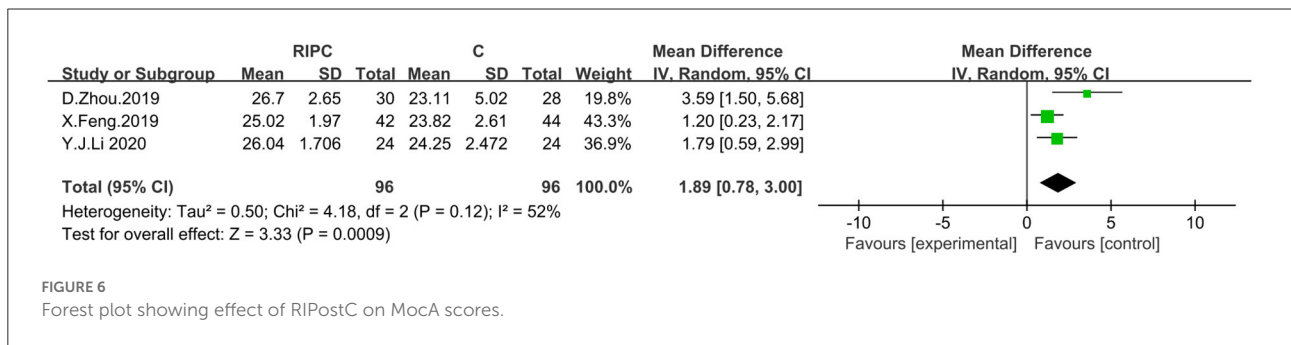 RIPC C Mean Difference Mean Difference
Study or Subgroup Mean SD Total Mean SD Total Weight IV, Random, 95% CI IV, Random, 95% CI
D.Zhou.2019 26.7 2.65 30 23.11 5.02 28 19.8% 3.59 [1.50, 5.68]
X.Feng.2019 25.02 1.97 42 23.82 2.61 44 43.3% 1.20 [0.23, 2.17]
Y.J.Li 2020 26.04 1.706 24 24.25 2.472 24 36.9% 1.79 [0.59, 2.99]
Total (95% CI) 96 96 100.0% 1.89 [0.78, 3.00]
Heterogeneity: Tau² = 0.50; Chi² = 4.18, df = 2 (P = 0.12); I² = 52%
Test for overall effect: Z = 3.33 (P = 0.0009)
-10 -5 0 5 10
Favours [experimental] Favours [control]
FIGURE 6
Forest plot showing effect of RIPostC on MocA scores.